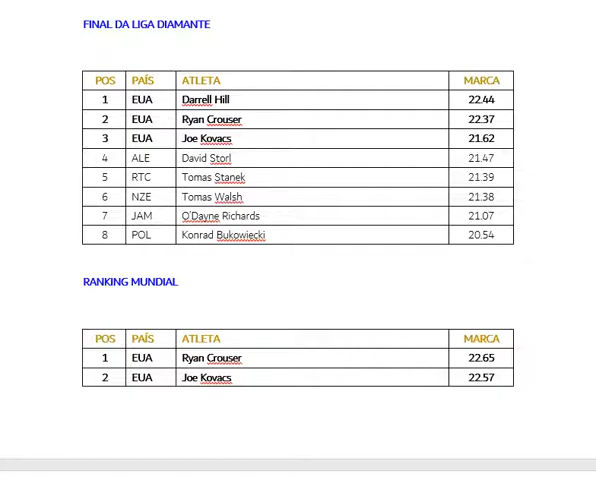 FINAL DA LIGA DIAMANTE
POS PAÍS ATLETA MARCA
1 EUA Darrell Hill 22.44
2 EUA Ryan Crouser 22.37
3 EUA Joe Kovacs 21.62
4 ALE David Storl 21.47
5 RTC Tomas Stanek 21.39
6 NZE Tomas Walsh 21.38
7 JAM O'Dayne Richards 21.07
8 POL Konrad Bukowiecki 20.54
RANKING MUNDIAL
POS PAÍS ATLETA MARCA
1 EUA Ryan Crouser 22.65
2 EUA Joe Kovacs 22.57